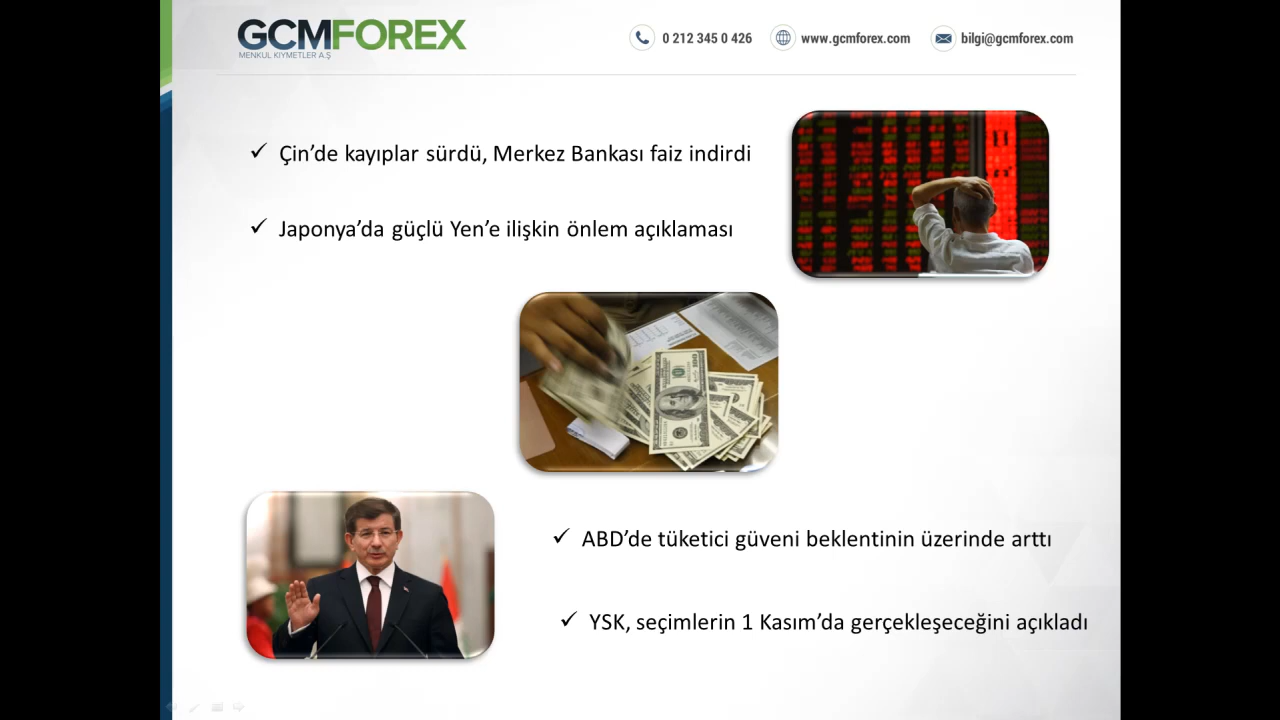 GCMFOREX
MENKUL KIYMETLER A.Ş
0 212 345 0 426
www.gcmforex.com
bilgi@gcmforex.com
✓ Çin’de kayıplar sürdü, Merkez Bankası faiz indirdi
✓ Japonya’da güçlü Yen’e ilişkin önlem açıklaması
✓ ABD’de tüketici güveni beklentinin üzerinde arttı
✓ YSK, seçimlerin 1 Kasım’da gerçekleşeceğini açıkladı